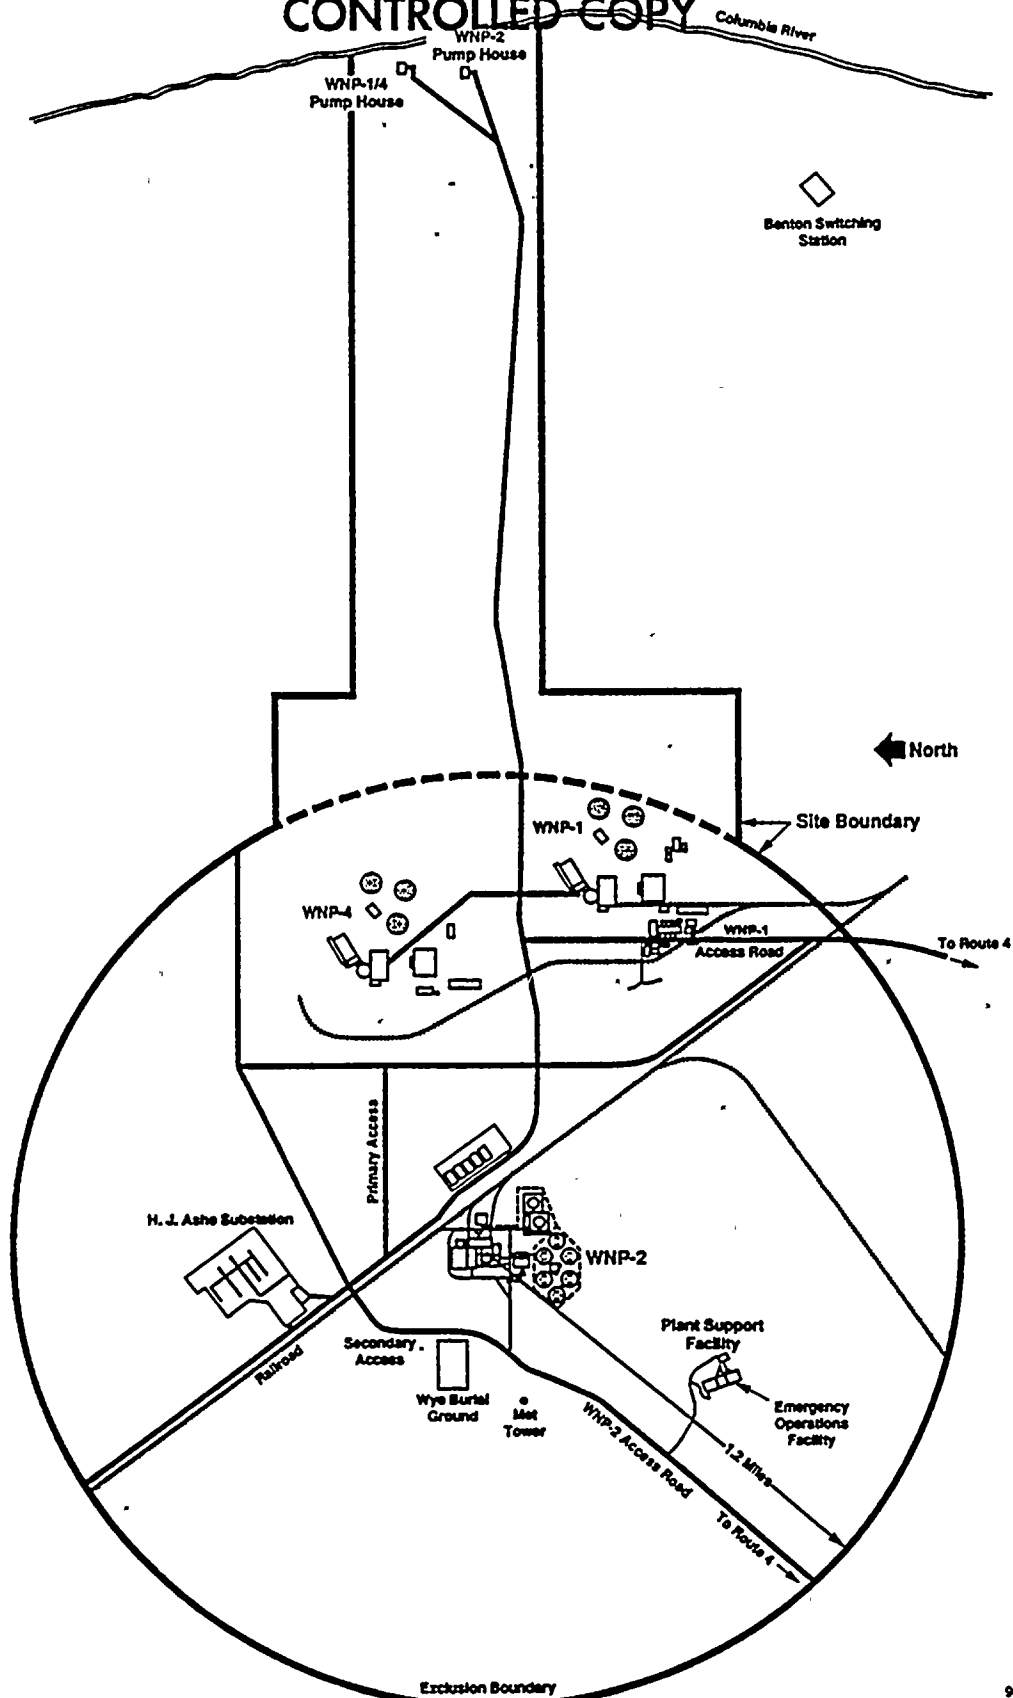 CONTROLLED COPY
Columbia River
WNP-2
Pump House
WNP-1/4
Pump House
Benton Switching
Station
North
Site Boundary
WNP-1
WNP-4
WNP-1
Access Road
To Route 4
Primary Access
H. J. Ashe Substation
WNP-2
Plant Support
Facility
Secondary
Access
Railroad
Wye Burial
Ground
Met
Tower
Emergency
Operations
Facility
WNP-2 Access Road
1.2 Miles
To Route 4
Exclusion Boundary
9